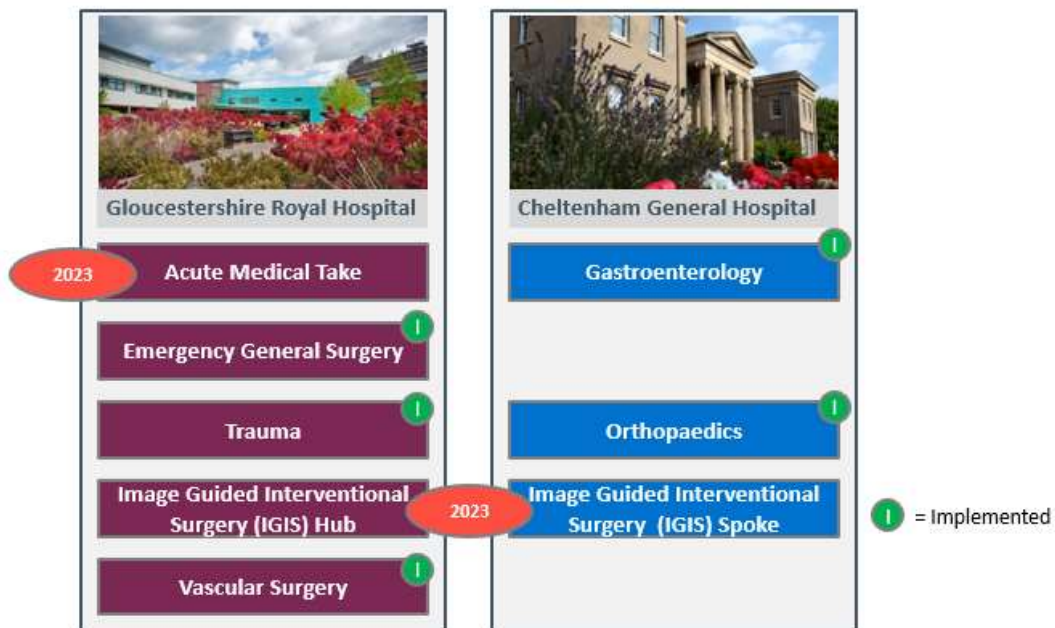 Gloucestershire Royal Hospital
Cheltenham General Hospital
2023
Acute Medical Take
I
Gastroenterology
I
Emergency General Surgery
I
Trauma
I
Orthopaedics
Image Guided Interventional
Surgery (IGIS) Hub
2023
Image Guided Interventional
Surgery (IGIS) Spoke
I = Implemented
I
Vascular Surgery